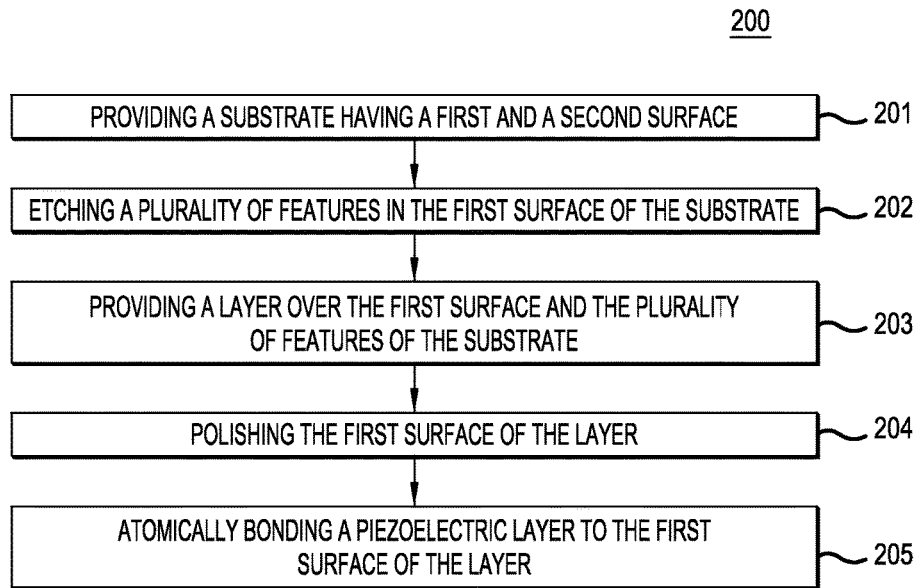 200
PROVIDING A SUBSTRATE HAVING A FIRST AND A SECOND SURFACE
201
ETCHING A PLURALITY OF FEATURES IN THE FIRST SURFACE OF THE SUBSTRATE
202
PROVIDING A LAYER OVER THE FIRST SURFACE AND THE PLURALITY
OF FEATURES OF THE SUBSTRATE
203
POLISHING THE FIRST SURFACE OF THE LAYER
204
ATOMICALLY BONDING A PIEZOELECTRIC LAYER TO THE FIRST
SURFACE OF THE LAYER
205